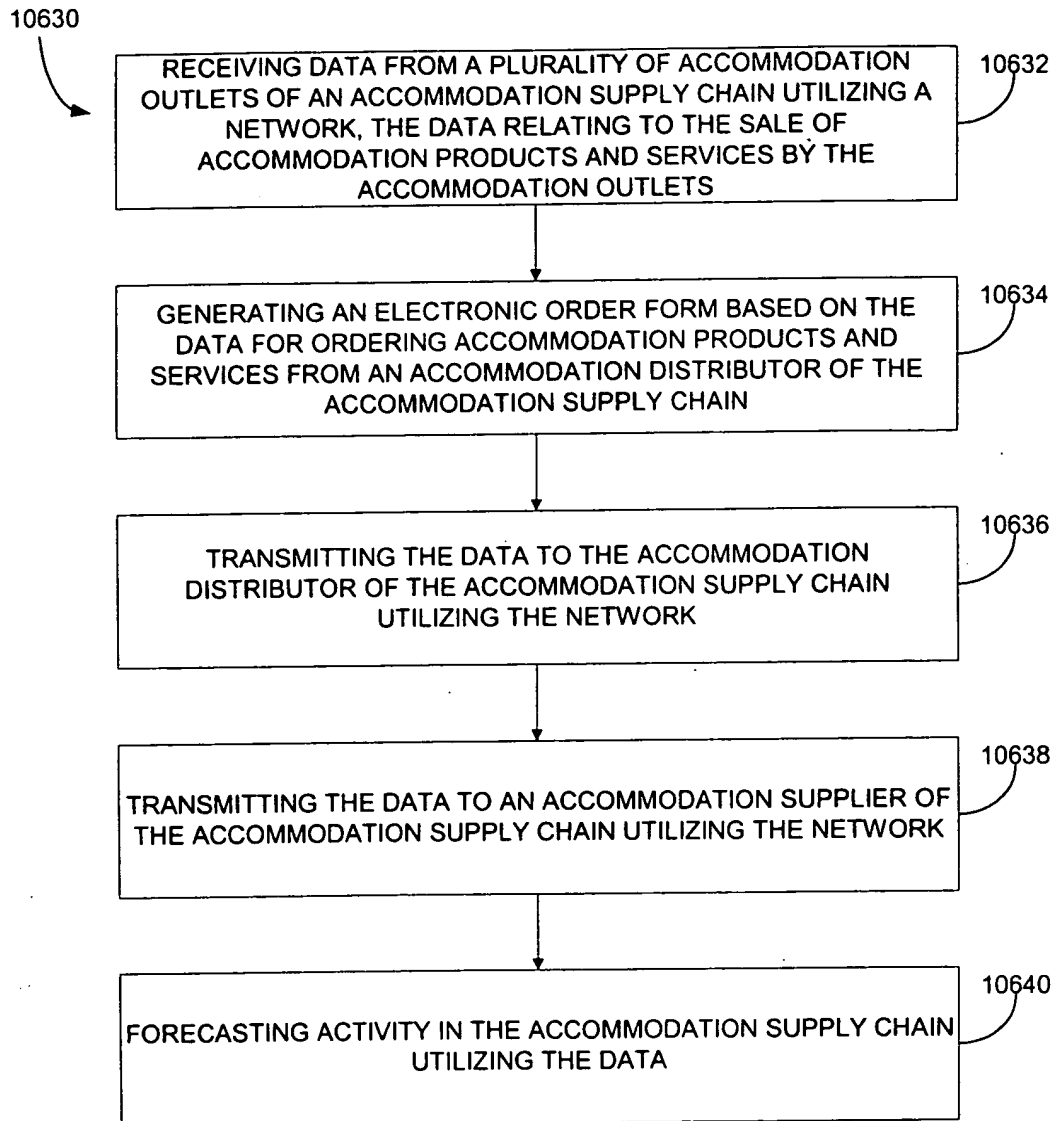 10630
RECEIVING DATA FROM A PLURALITY OF ACCOMMODATION
OUTLETS OF AN ACCOMMODATION SUPPLY CHAIN UTILIZING A
NETWORK, THE DATA RELATING TO THE SALE OF
ACCOMMODATION PRODUCTS AND SERVICES BY THE
ACCOMMODATION OUTLETS
10632
GENERATING AN ELECTRONIC ORDER FORM BASED ON THE
DATA FOR ORDERING ACCOMMODATION PRODUCTS AND
SERVICES FROM AN ACCOMMODATION DISTRIBUTOR OF THE
ACCOMMODATION SUPPLY CHAIN
10634
TRANSMITTING THE DATA TO THE ACCOMMODATION
DISTRIBUTOR OF THE ACCOMMODATION SUPPLY CHAIN
UTILIZING THE NETWORK
10636
TRANSMITTING THE DATA TO AN ACCOMMODATION SUPPLIER OF
THE ACCOMMODATION SUPPLY CHAIN UTILIZING THE NETWORK
10638
FORECASTING ACTIVITY IN THE ACCOMMODATION SUPPLY CHAIN
UTILIZING THE DATA
10640